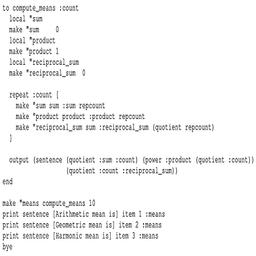 to compute_means :count
  local "sum
  make "sum     0
  local "product
  make "product 1
  local "reciprocal_sum
  make "reciprocal_sum  0

  repeat :count [
    make "sum sum :sum repcount
    make "product product :product repcount
    make "reciprocal_sum sum :reciprocal_sum (quotient repcount)
  ]

  output (sentence (quotient :sum :count) (power :product (quotient :count))
                   (quotient :count :reciprocal_sum))
end

make "means compute_means 10
print sentence [Arithmetic mean is] item 1 :means
print sentence [Geometric mean is] item 2 :means
print sentence [Harmonic mean is] item 3 :means
bye